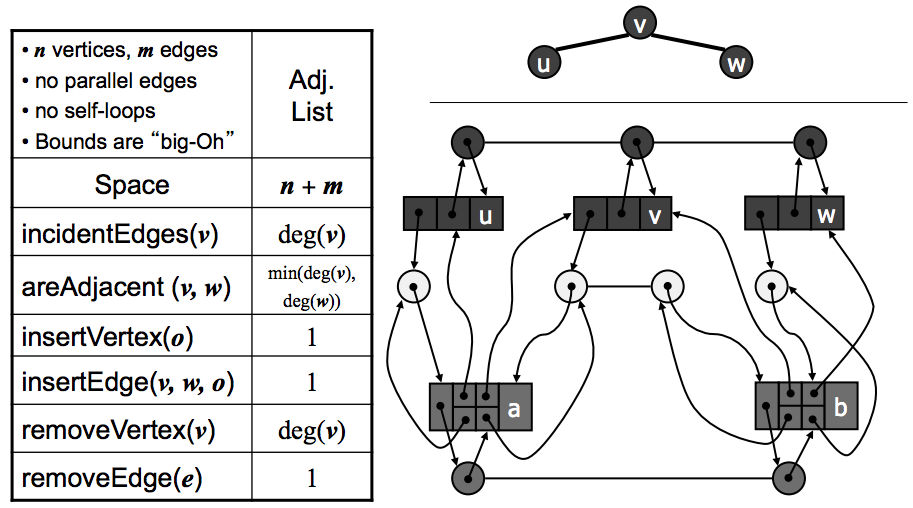 • n vertices, m edges
• no parallel edges
• no self-loops
• Bounds are “big-Oh”
Adj.
List
Space
n + m
incidentEdges(v)
deg(v)
areAdjacent (v, w)
min(deg(v),
deg(w))
insertVertex(o)
1
insertEdge(v, w, o)
1
removeVertex(v)
deg(v)
removeEdge(e)
1
v
u
w
u
v
w
a
b